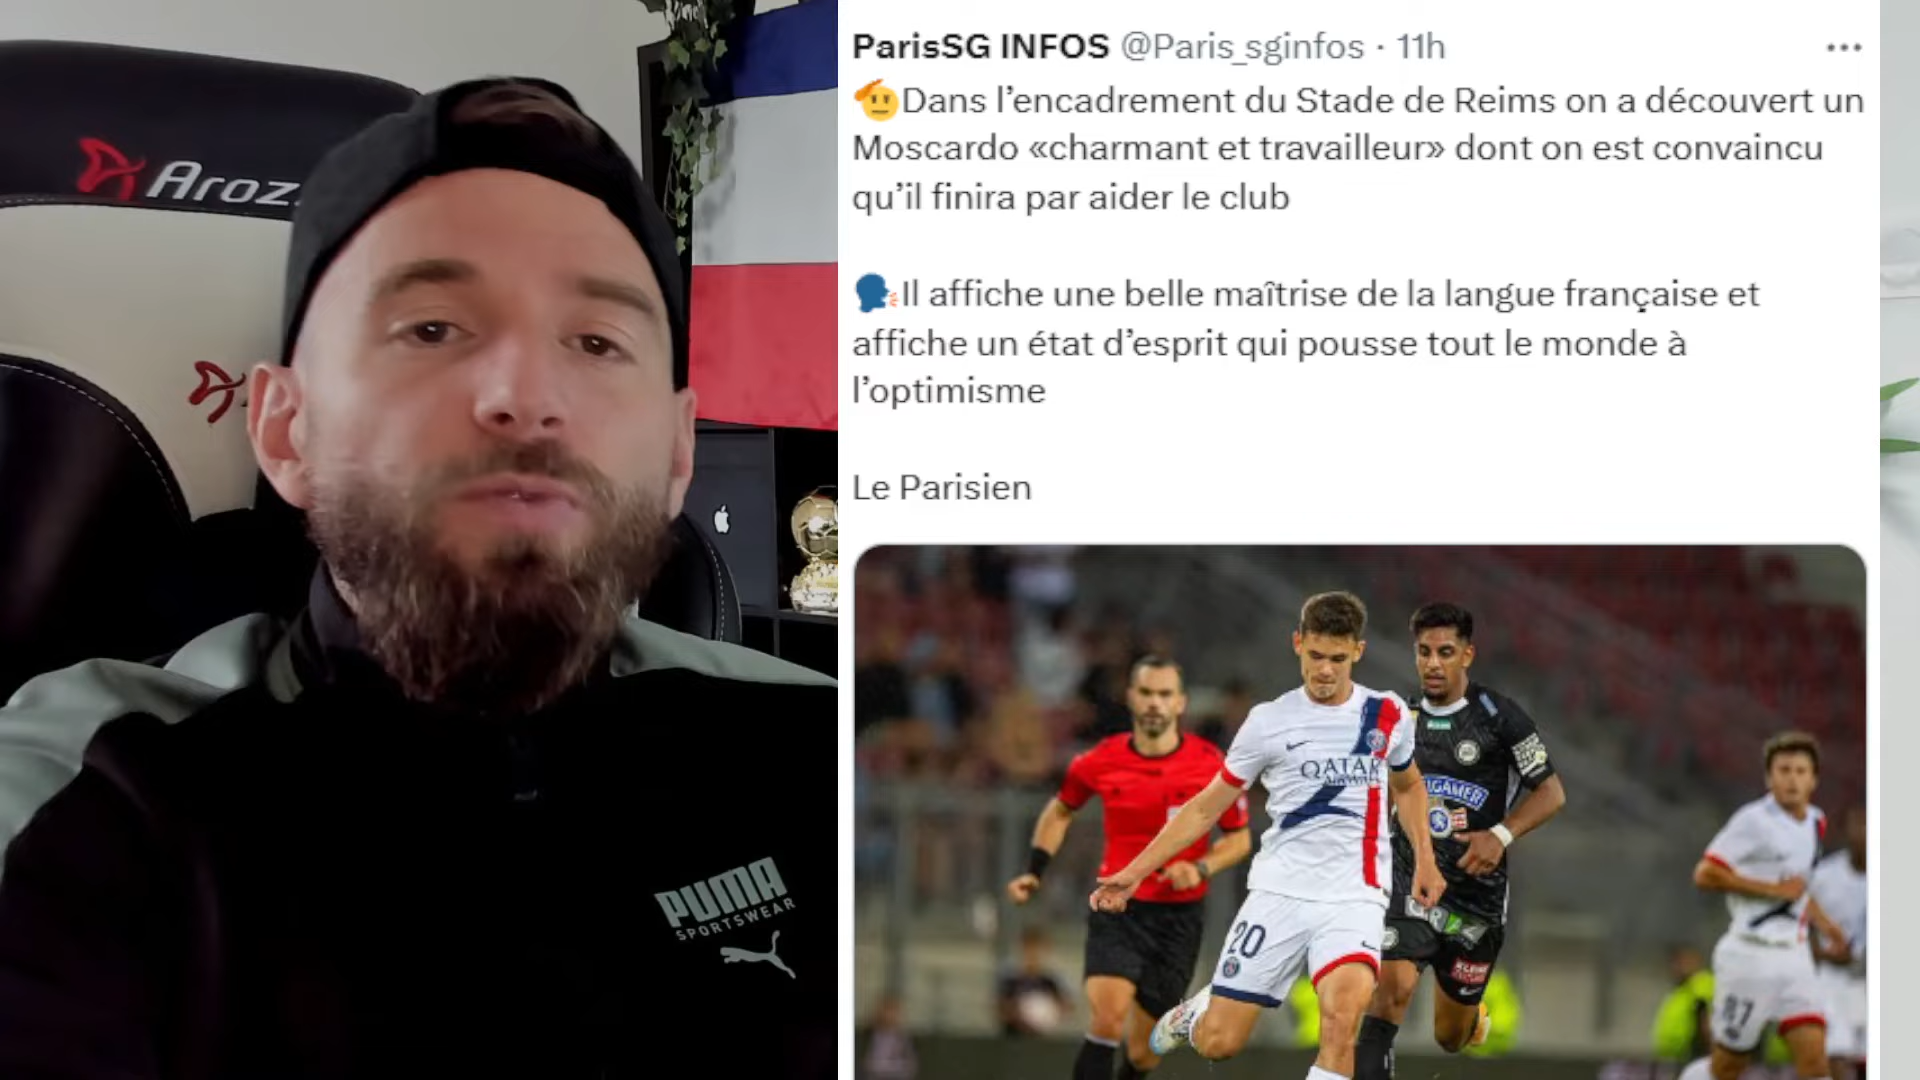 ParisSG INFOS @Paris_sginfos · 11h
Dans l’encadrement du Stade de Reims on a découvert un
Moscardo «charmant et travailleur» dont on est convaincu
qu’il finira par aider le club
Il affiche une belle maîtrise de la langue française et
affiche un état d’esprit qui pousse tout le monde à
l’optimisme
Le Parisien
PUMA
SPORTSWEAR
QATAR
20